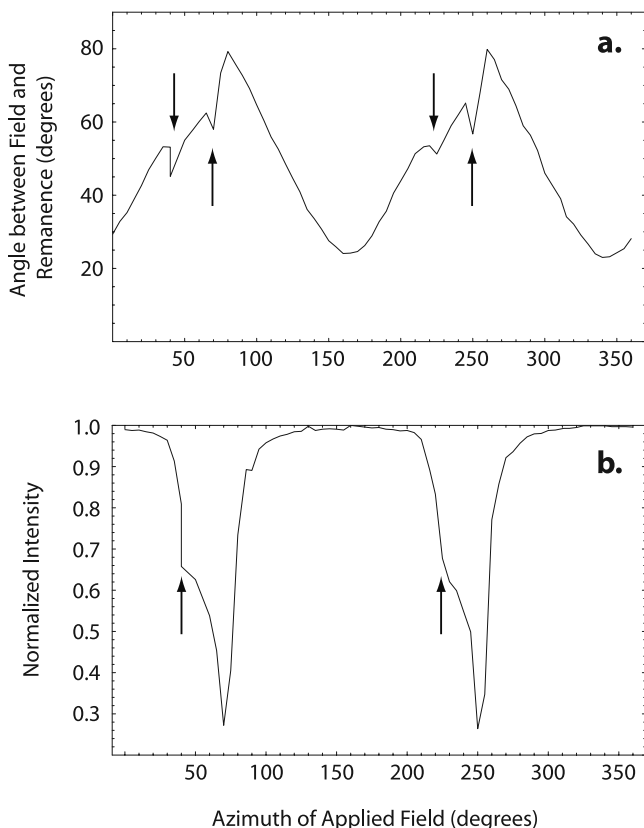 a.
Angle between Field and
Remanence (degrees)
80
60
40
20
50 100 150 200 250 300 350
b.
Normalized Intensity
1.0
0.9
0.8
0.7
0.6
0.5
0.4
0.3
50 100 150 200 250 300 350
Azimuth of Applied Field (degrees)